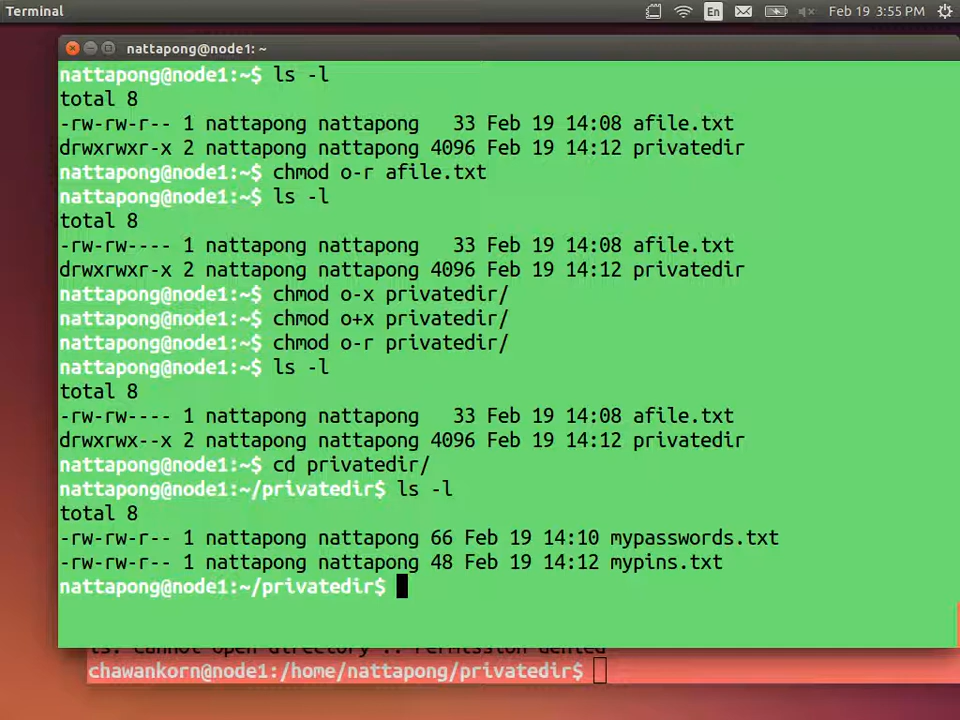 Terminal En Feb 19 3:55 PM
nattapong@node1: ~
nattapong@node1:~$ ls -l
total 8
-rw-rw-r-- 1 nattapong nattapong   33 Feb 19 14:08 afile.txt
drwxrwxr-x 2 nattapong nattapong 4096 Feb 19 14:12 privatedir
nattapong@node1:~$ chmod o-r afile.txt
nattapong@node1:~$ ls -l
total 8
-rw-rw---- 1 nattapong nattapong   33 Feb 19 14:08 afile.txt
drwxrwxr-x 2 nattapong nattapong 4096 Feb 19 14:12 privatedir
nattapong@node1:~$ chmod o-x privatedir/
nattapong@node1:~$ chmod o+x privatedir/
nattapong@node1:~$ chmod o-r privatedir/
nattapong@node1:~$ ls -l
total 8
-rw-rw---- 1 nattapong nattapong   33 Feb 19 14:08 afile.txt
drwxrwx--x 2 nattapong nattapong 4096 Feb 19 14:12 privatedir
nattapong@node1:~$ cd privatedir/
nattapong@node1:~/privatedir$ ls -l
total 8
-rw-rw-r-- 1 nattapong nattapong 66 Feb 19 14:10 mypasswords.txt
-rw-rw-r-- 1 nattapong nattapong 48 Feb 19 14:12 mypins.txt
nattapong@node1:~/privatedir$
ls: cannot open directory .: Permission denied
chawankorn@node1:/home/nattapong/privatedir$